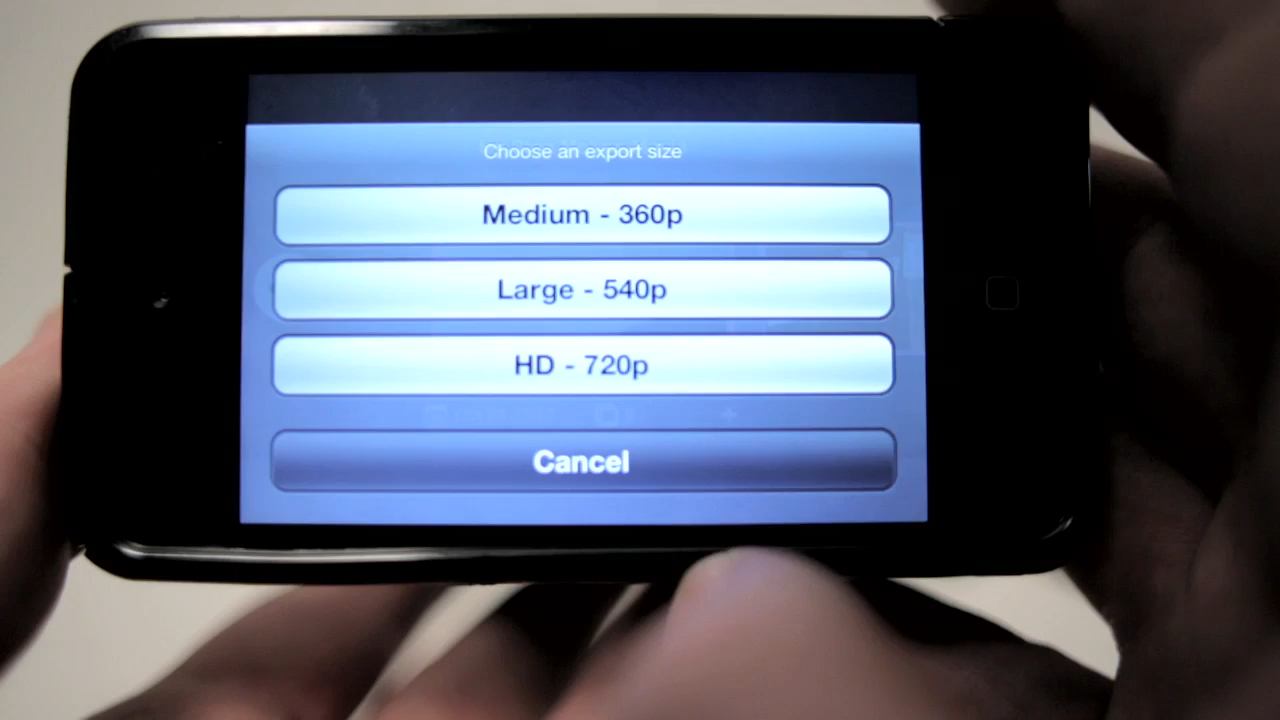 Choose an export size
Medium - 360p
Large - 540p
HD - 720p
Cancel